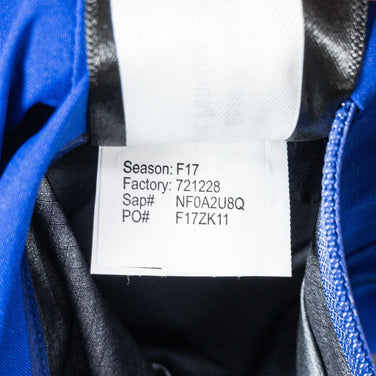 Season: F17
Factory: 721228
Sap# NF0A2U8Q
PO# F17ZK11